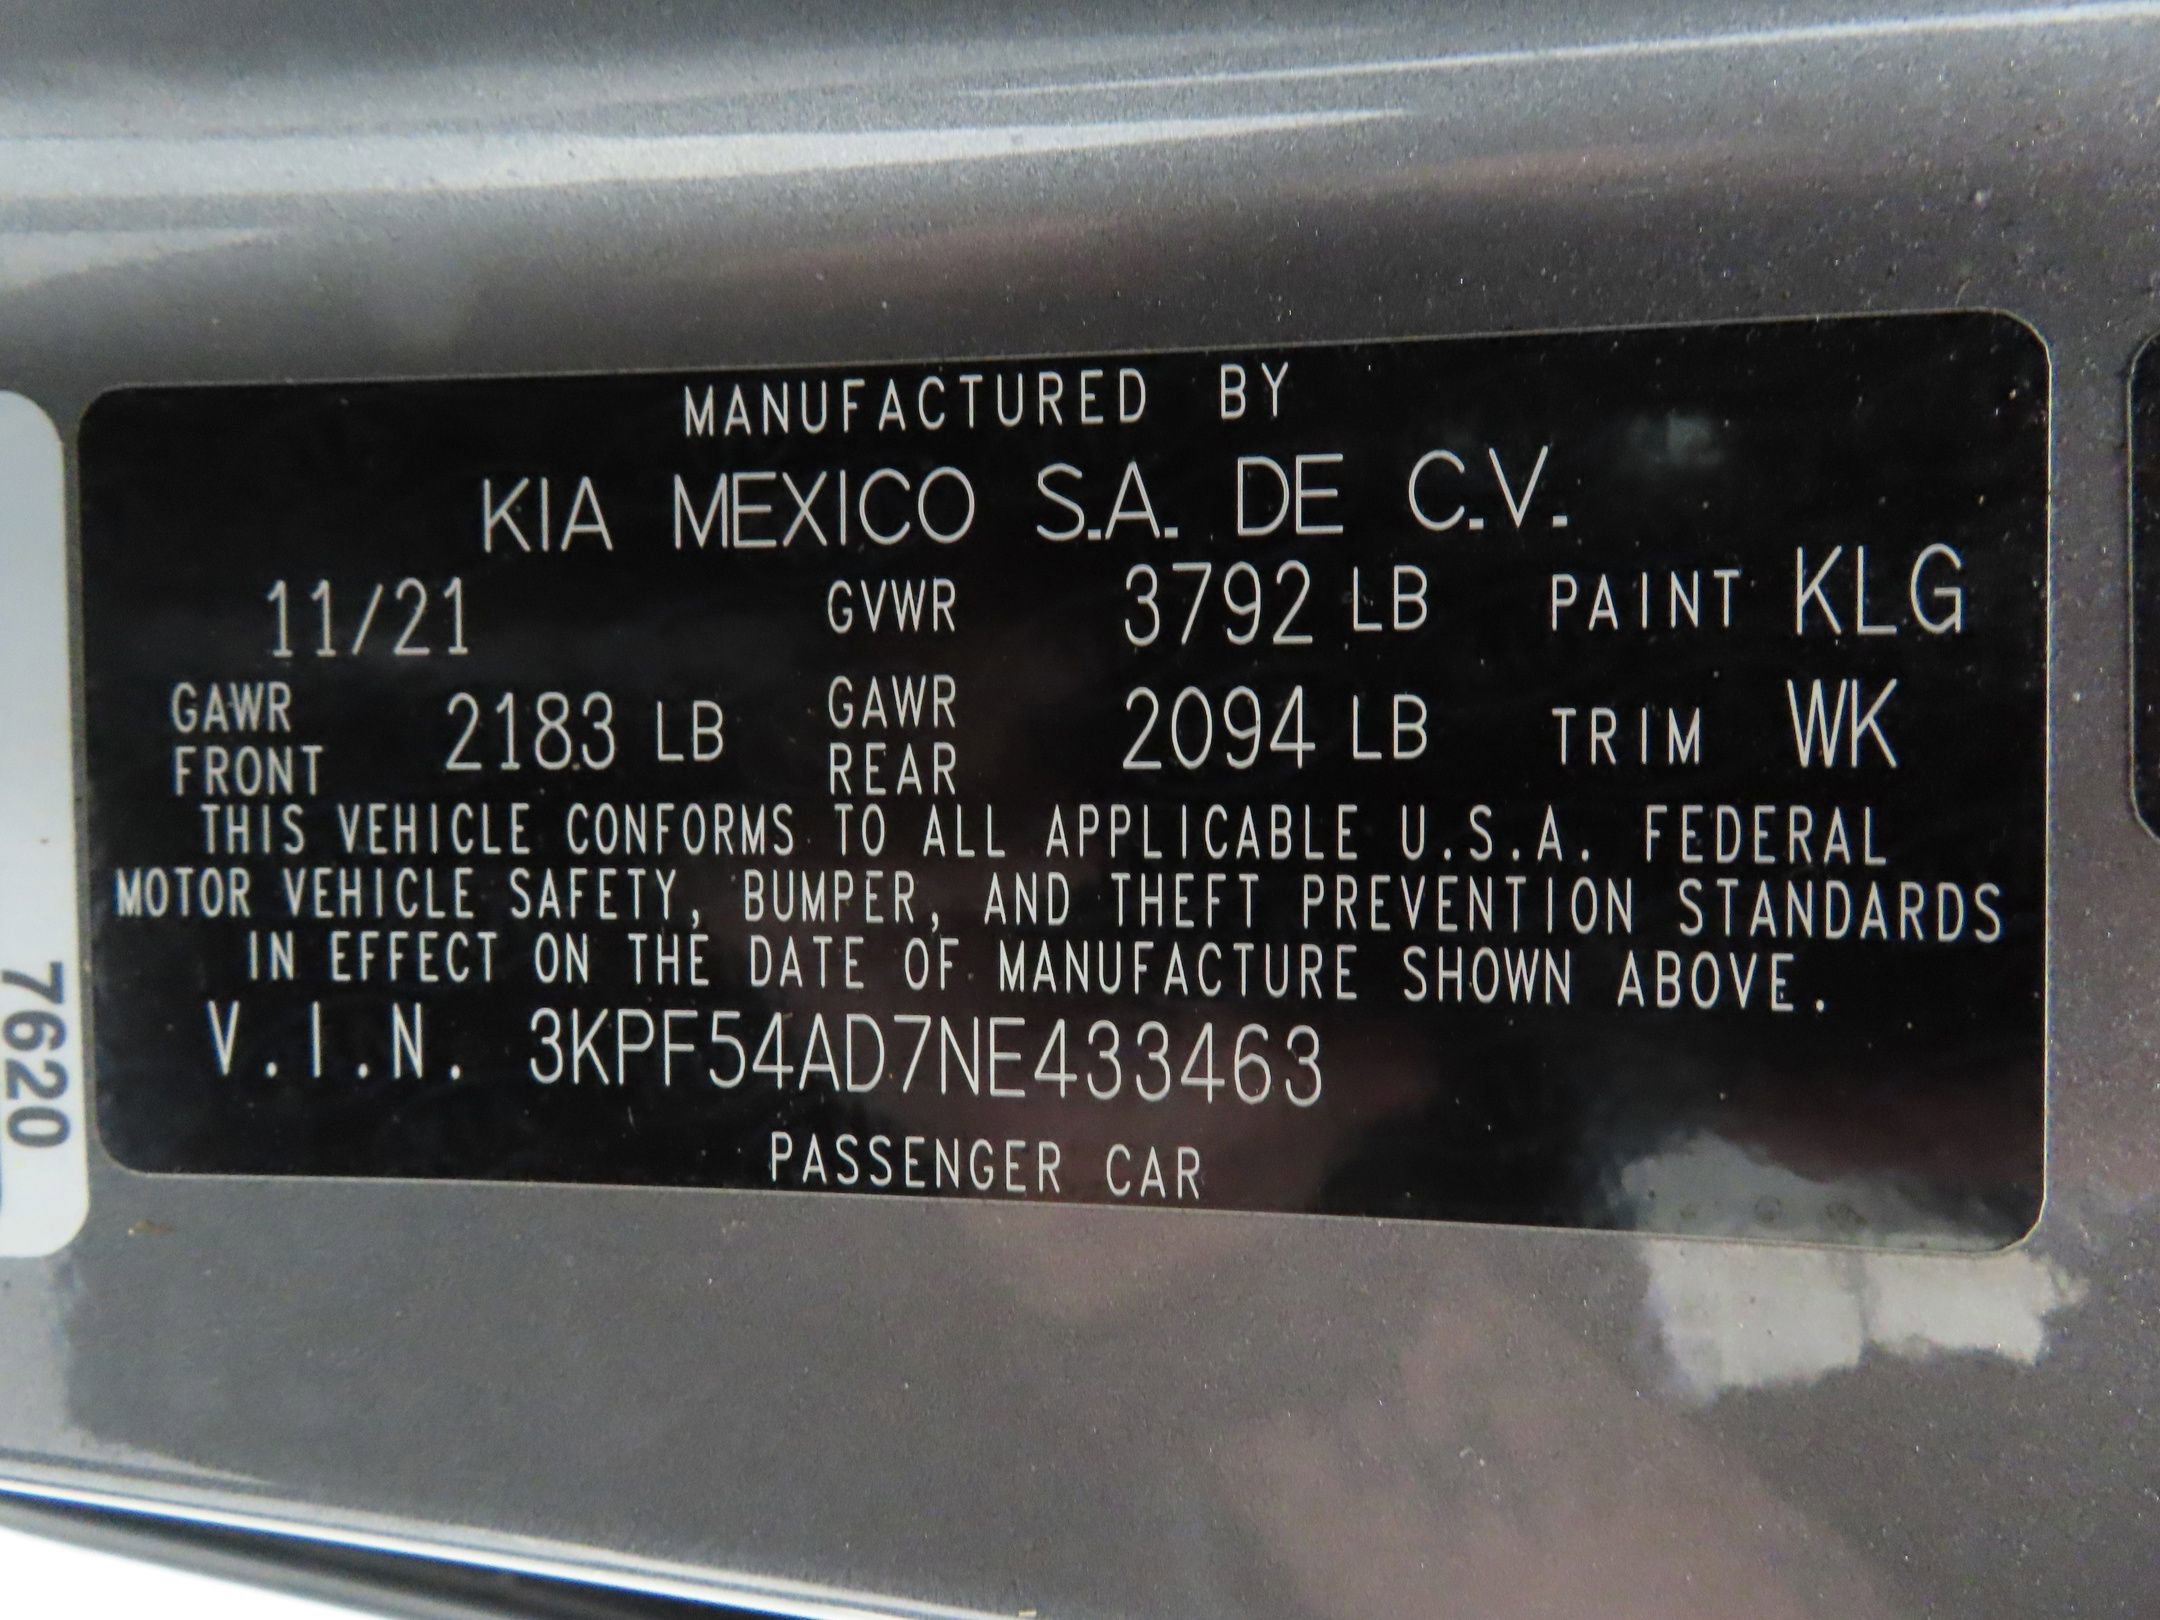 MANUFACTURED BY
KIA MEXICO S.A. DE C.V.
11/21 GVWR 3792 LB PAINT KLG
GAWR FRONT 2183 LB GAWR REAR 2094 LB TRIM WK
THIS VEHICLE CONFORMS TO ALL APPLICABLE U.S.A. FEDERAL
MOTOR VEHICLE SAFETY, BUMPER, AND THEFT PREVENTION STANDARDS
IN EFFECT ON THE DATE OF MANUFACTURE SHOWN ABOVE.
V.I.N. 3KPF54AD7NE433463
PASSENGER CAR
7620